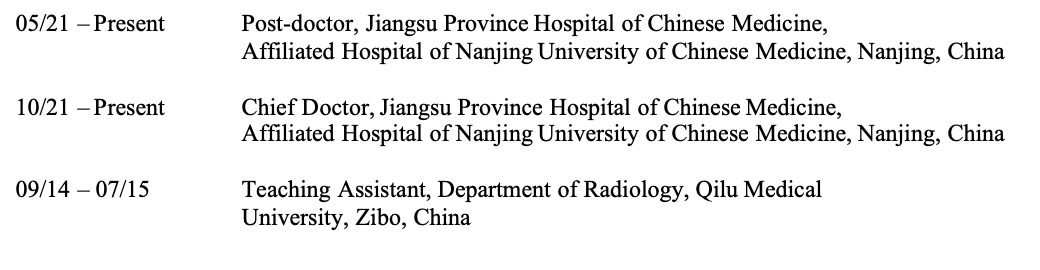 05/21 – Present Post-doctor, Jiangsu Province Hospital of Chinese Medicine,
Affiliated Hospital of Nanjing University of Chinese Medicine, Nanjing, China
10/21 – Present Chief Doctor, Jiangsu Province Hospital of Chinese Medicine,
Affiliated Hospital of Nanjing University of Chinese Medicine, Nanjing, China
09/14 – 07/15 Teaching Assistant, Department of Radiology, Qilu Medical
University, Zibo, China